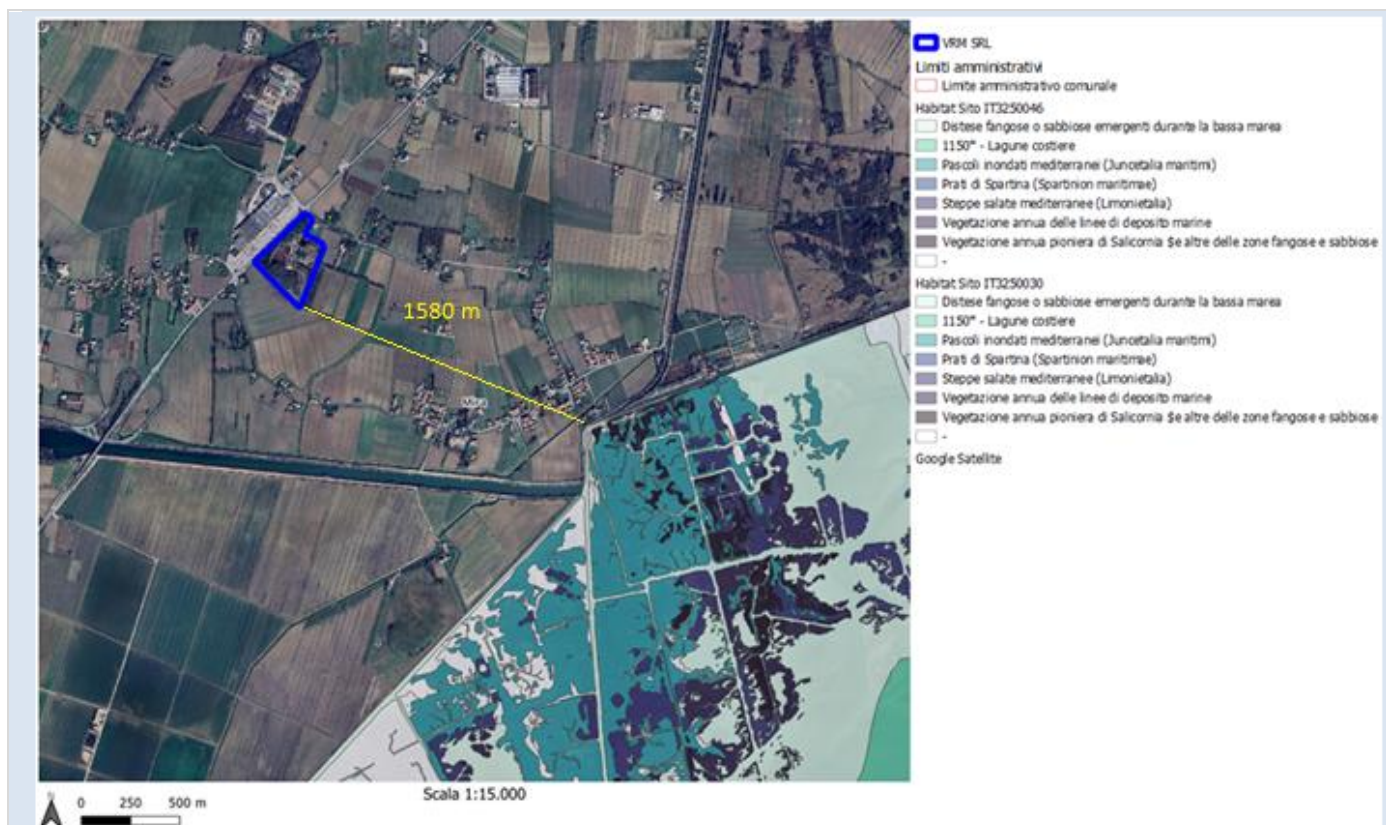 VRM SRL
Limiti amministrativi
Limite amministrativo comunale
Habitat Sito IT3250046
Distese fangose o sabbiose emergenti durante la bassa marea
1150* - Lagune costiere
Pascoli inondati mediterranei (Juncetalia maritimi)
Prati di Spartina (Spartinion maritimae)
Steppe salate mediterranee (Limonietalia)
Vegetazione annua delle linee di deposito marine
Vegetazione annua pioniera di Salicornia $e altre delle zone fangose e sabbiose
-
Habitat Sito IT3250030
Distese fangose o sabbiose emergenti durante la bassa marea
1150* - Lagune costiere
Pascoli inondati mediterranei (Juncetalia maritimi)
Prati di Spartina (Spartinion maritimae)
Steppe salate mediterranee (Limonietalia)
Vegetazione annua delle linee di deposito marine
Vegetazione annua pioniera di Salicornia $e altre delle zone fangose e sabbiose
-
Google Satellite
1580 m
Scala 1:15.000
N
0 250 500 m